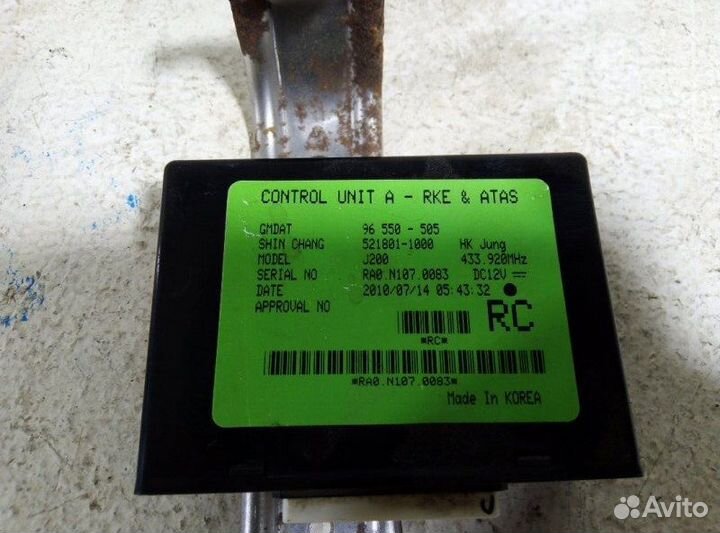 CONTROL UNIT A - RKE & ATAS
GMDAT 96 550 - 505
SHIN CHANG 521801-1000 HK Jung
MODEL J200 433.920MHz
SERIAL NO RA0.N107.0083 DC12V
DATE 2010/07/14 05:43:32
APPROVAL NO
RC
*RC*
*RA0.N107.0083*
Made In KOREA
Avito